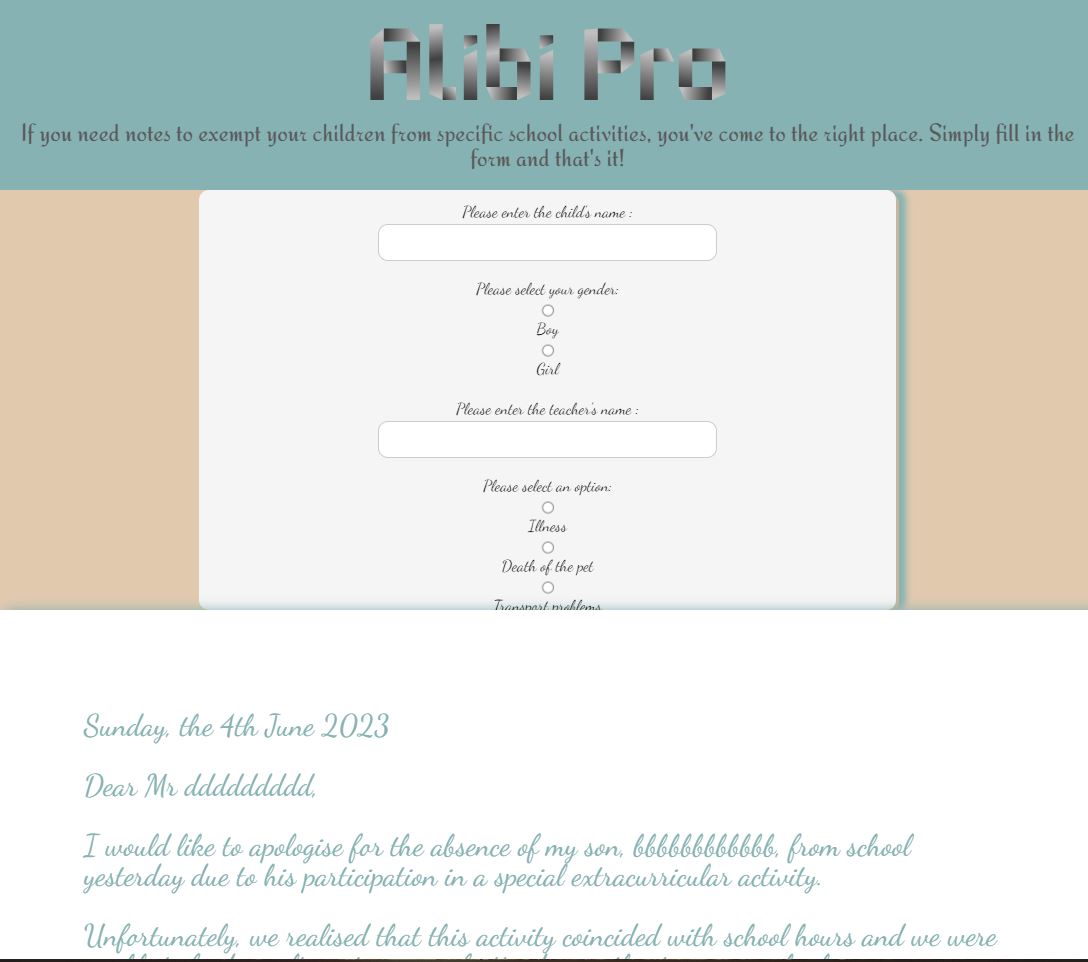 Alibi Pro
If you need notes to exempt your children from specific school activities, you've come to the right place. Simply fill in the
form and that's it!
Please enter the child's name :
Please select your gender:
Boy
Girl
Please enter the teacher's name :
Please select an option:
Illness
Death of the pet
Transport problems
Sunday, the 4th June 2023
Dear Mr ddddddddd,
I would like to apologise for the absence of my son, bbbbbbbbbbbb, from school
yesterday due to his participation in a special extracurricular activity.
Unfortunately, we realised that this activity coincided with school hours and we were